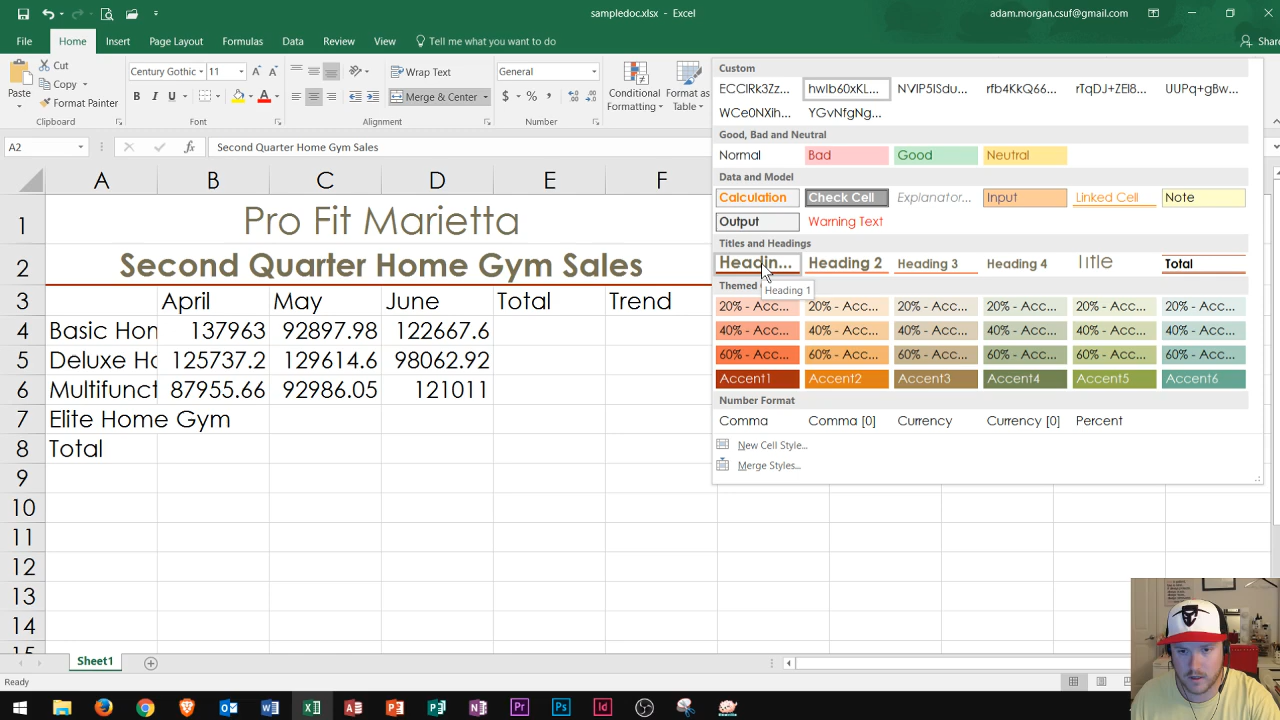 sampledoc.xlsx - Excel
adam.morgan.csuf@gmail.com
File Home Insert Page Layout Formulas Data Review View Tell me what you want to do
Share
Paste
Cut
Copy
Format Painter
Clipboard
Century Gothic 11
B I U
Font
Wrap Text
Merge & Center
Alignment
General
$ % ,
Number
Conditional Formatting
Format as Table
A2
fx
Second Quarter Home Gym Sales
Custom
ECCIRk3Zz... hwIb60xKL... NVIP5ISdu... rfb4KkQ66... rTqDJ+ZEI8... UUPq+gBw...
WCe0NXih... YGvNfgNg...
Good, Bad and Neutral
Normal Bad Good Neutral
Data and Model
Calculation Check Cell Explanator... Input Linked Cell Note
Output Warning Text
Titles and Headings
Headin... Heading 2 Heading 3 Heading 4 Title Total
Heading 1
Themed
20% - Acc... 20% - Acc... 20% - Acc... 20% - Acc... 20% - Acc... 20% - Acc...
40% - Acc... 40% - Acc... 40% - Acc... 40% - Acc... 40% - Acc... 40% - Acc...
60% - Acc... 60% - Acc... 60% - Acc... 60% - Acc... 60% - Acc... 60% - Acc...
Accent1 Accent2 Accent3 Accent4 Accent5 Accent6
Number Format
Comma Comma [0] Currency Currency [0] Percent
New Cell Style...
Merge Styles...
A B C D E F
1 Pro Fit Marietta
2 Second Quarter Home Gym Sales
3 April May June Total Trend
4 Basic Hom 137963 92897.98 122667.6
5 Deluxe Ho 125737.2 129614.6 98062.92
6 Multifunct 87955.66 92986.05 121011
7 Elite Home Gym
8 Total
9
10
11
12
13
14
15
Sheet1
Ready